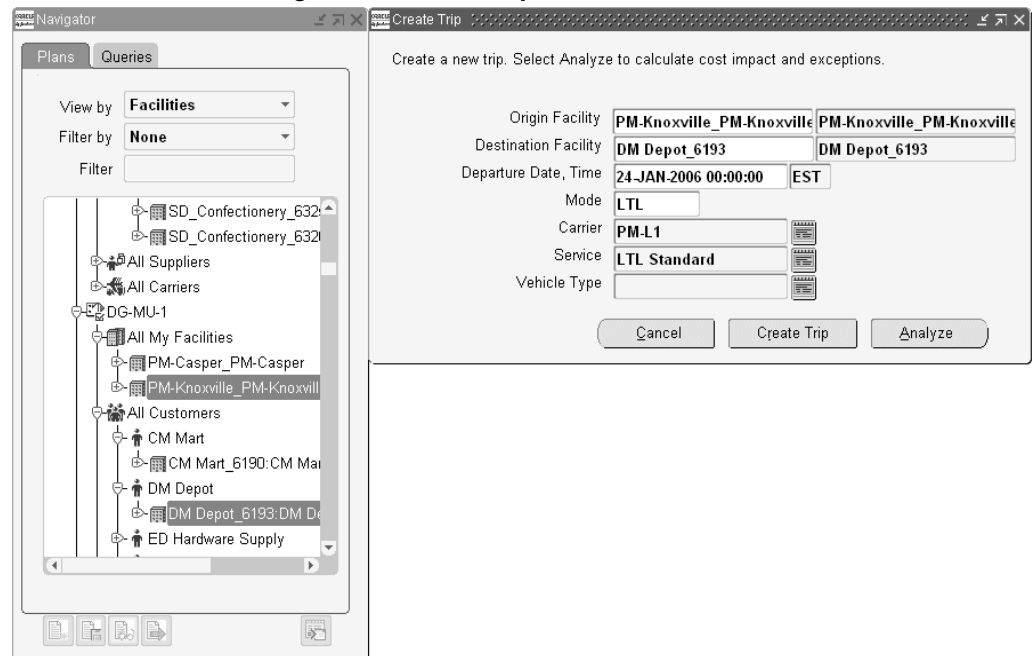 Navigator
Plans Queries
View by Facilities
Filter by None
Filter
SD_Confectionery_632
SD_Confectionery_632
All Suppliers
All Carriers
DG-MU-1
All My Facilities
PM-Casper_PM-Casper
PM-Knoxville_PM-Knoxvill
All Customers
CM Mart
CM Mart_6190:CM Mar
DM Depot
DM Depot_6193:DM De
ED Hardware Supply
Create Trip
Create a new trip. Select Analyze to calculate cost impact and exceptions.
Origin Facility PM-Knoxville_PM-Knoxville PM-Knoxville_PM-Knoxville
Destination Facility DM Depot_6193 DM Depot_6193
Departure Date, Time 24-JAN-2006 00:00:00 EST
Mode LTL
Carrier PM-L1
Service LTL Standard
Vehicle Type
Cancel Create Trip Analyze